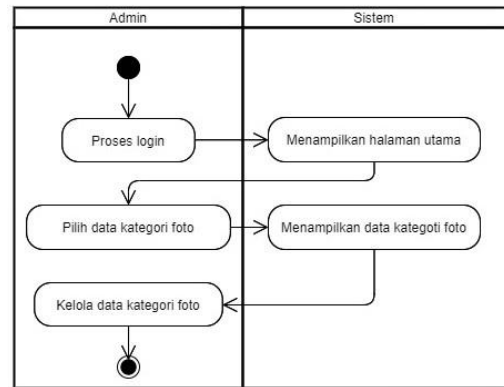 Admin
Sistem
Proses login
Menampilkan halaman utama
Pilih data kategori foto
Menampilkan data kategoti foto
Kelola data kategori foto